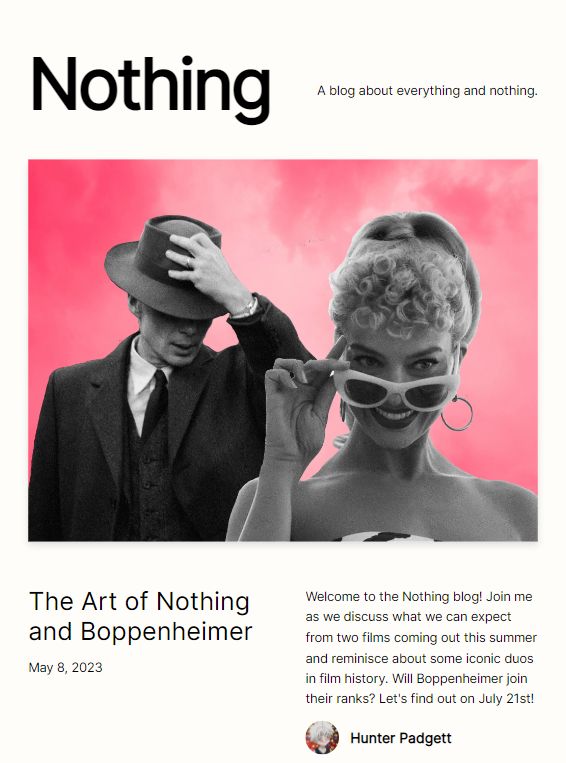 Nothing
A blog about everything and nothing.
The Art of Nothing
and Boppenheimer
May 8, 2023
Welcome to the Nothing blog! Join me
as we discuss what we can expect
from two films coming out this summer
and reminisce about some iconic duos
in film history. Will Boppenheimer join
their ranks? Let's find out on July 21st!
Hunter Padgett